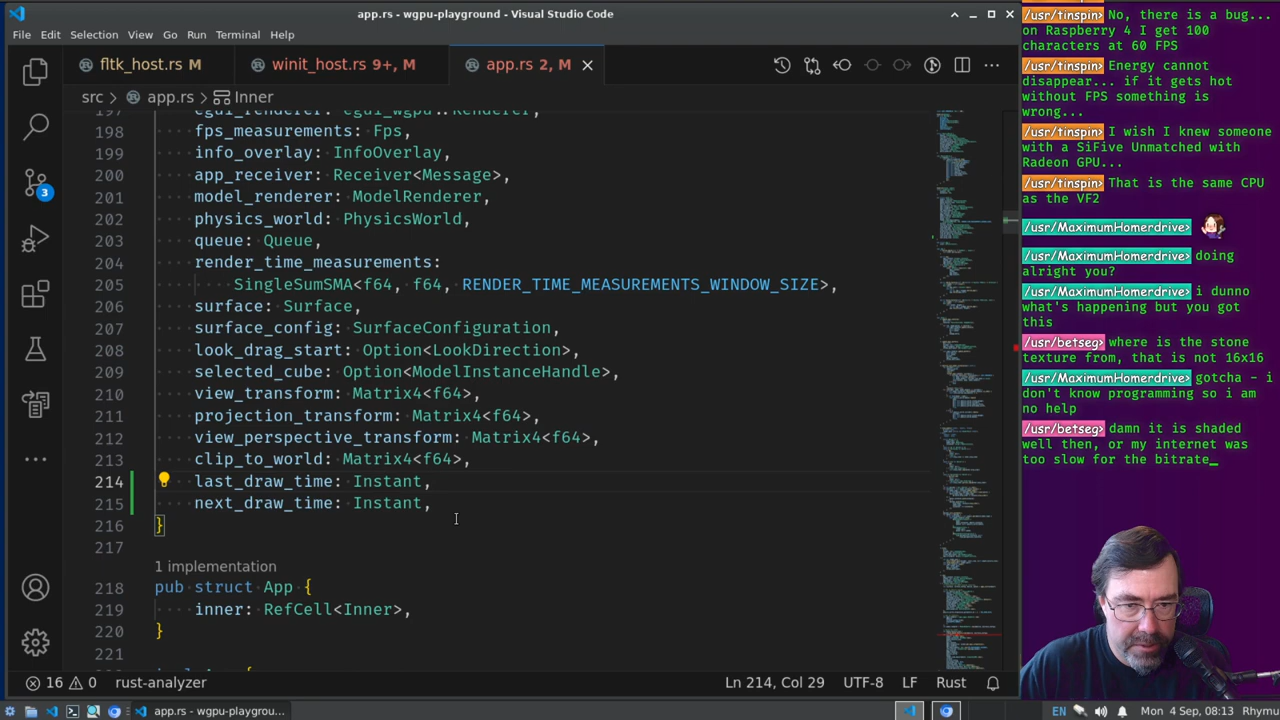 app.rs - wgpu-playground - Visual Studio Code
File Edit Selection View Go Run Terminal Help
fltk_host.rs M
winit_host.rs 9+, M
app.rs 2, M
src > app.rs > Inner
198 fps_measurements: Fps,
199 info_overlay: InfoOverlay,
200 app_receiver: Receiver<Message>,
201 model_renderer: ModelRenderer,
202 physics_world: PhysicsWorld,
203 queue: Queue,
204 render_time_measurement:
205 SingleSumSMA<f64, f64, RENDER_TIME_MEASUREMENTS_WINDOW_SIZE>,
206 surface: Surface,
207 surface_config: SurfaceConfiguration,
208 looking_state: Option<LookDirection>,
209 selected_cube: Option<ModelInstanceHandle>,
210 view_transform: Matrix4<f64>,
211 projection_transform: Matrix4<f64>,
212 view_perspective_transform: Matrix4<f64>,
213 clip_to_world: Matrix4<f64>,
214 last_draw_time: Instant,
215 next_draw_time: Instant,
216 }
217
1 implementation
218 pub struct App {
219 inner: RefCell<Inner>,
220 }
221
3
16 0 rust-analyzer
Ln 214, Col 29 UTF-8 LF Rust
app.rs - wgpu-playgrou...
EN Mon 4 Sep, 08:13 Rhymu
/usr/tinspin> No, there is a bug...
on Raspberry 4 I get 100
characters at 60 FPS
/usr/tinspin> Energy cannot
disappear... if it gets hot
without FPS something is
wrong...
/usr/tinspin> I wish I knew someone
with a SiFive Unmatched with
Radeon GPU...
/usr/tinspin> That is the same CPU
as the VF2
/usr/MaximumHomerdrive>
/usr/MaximumHomerdrive> doing
alright you?
/usr/MaximumHomerdrive> i dunno
what's happening but you got
this
/usr/betseg> where is the stone
texture from, that is not 16x16
/usr/MaximumHomerdrive> gotcha - i
don't know programming so i am
no help
/usr/betseg> damn it is shaded
well then, or my internet was
too slow for the bitrate_